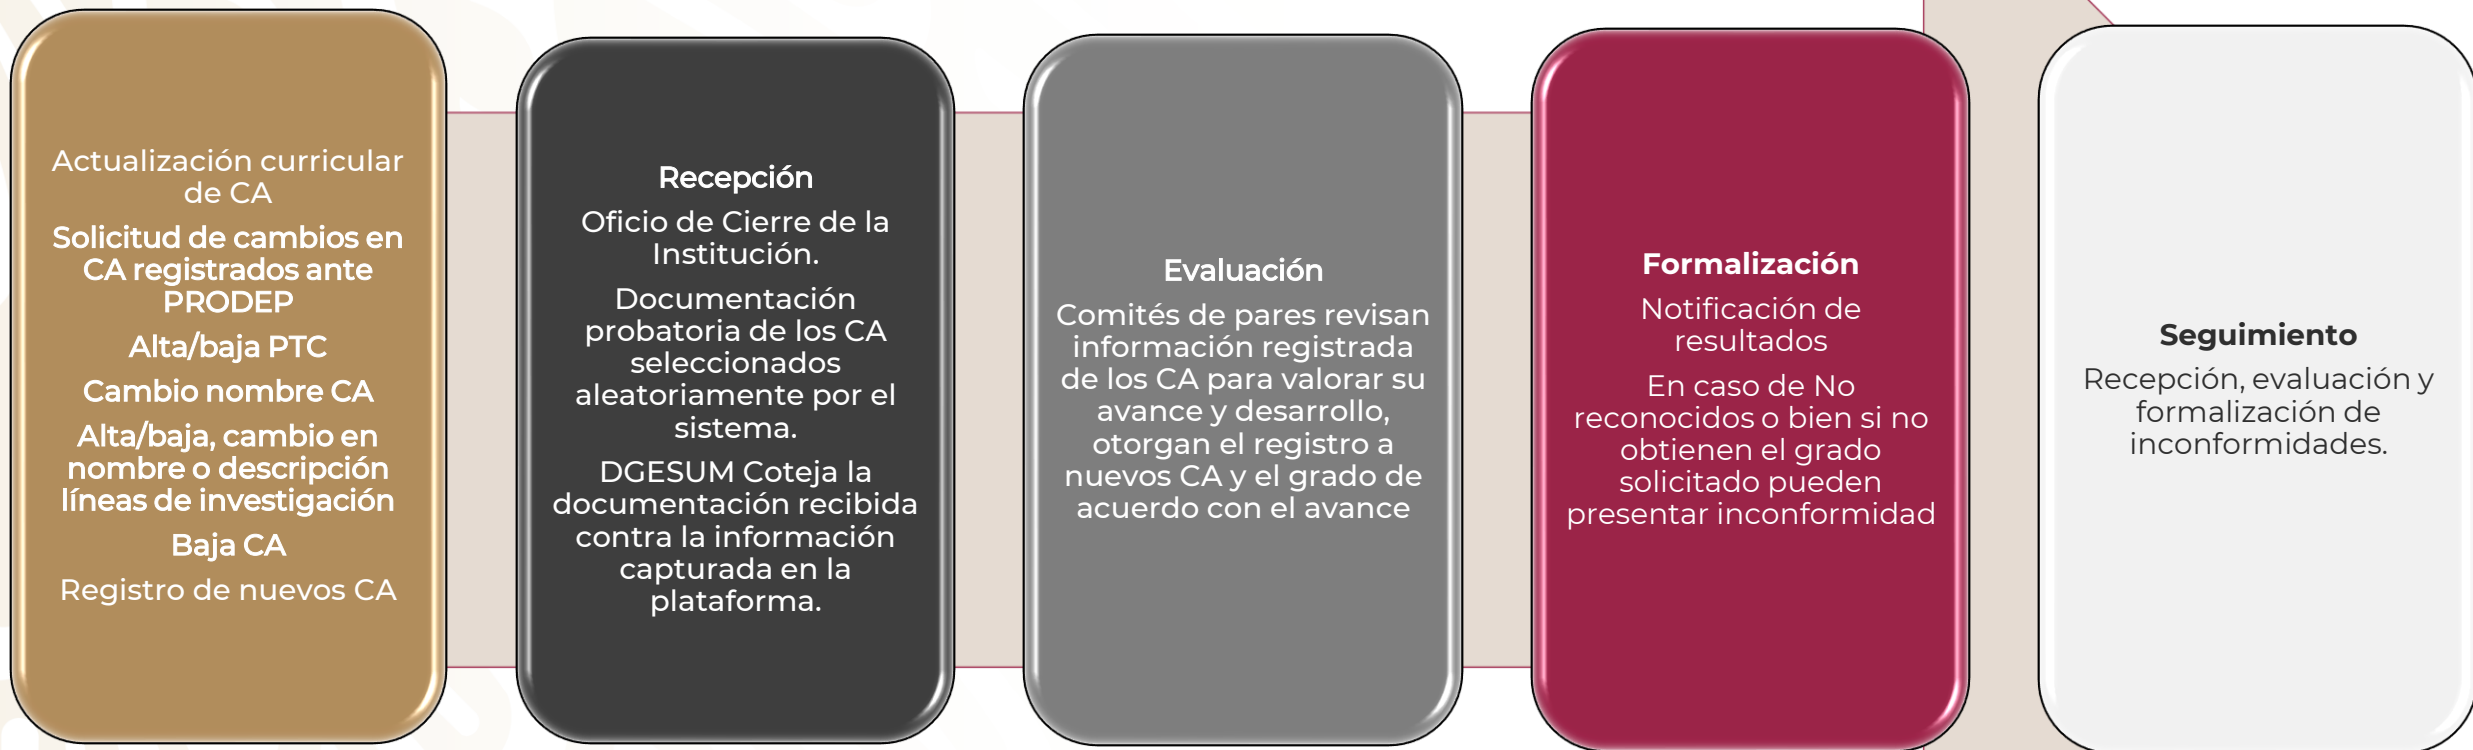 Actualización curricular
de CA
Solicitud de cambios en
CA registrados ante
PRODEP
Alta/baja PTC
Cambio nombre CA
Alta/baja, cambio en
nombre o descripción
líneas de investigación
Baja CA
Registro de nuevos CA
Recepción
Oficio de Cierre de la
Institución.
Documentación
probatoria de los CA
seleccionados
aleatoriamente por el
sistema.
DGESUM Coteja la
documentación recibida
contra la información
capturada en la
plataforma.
Evaluación
Comités de pares revisan
información registrada
de los CA para valorar su
avance y desarrollo,
otorgan el registro a
nuevos CA y el grado de
acuerdo con el avance
Formalización
Notificación de
resultados
En caso de No
reconocidos o bien si no
obtienen el grado
solicitado pueden
presentar inconformidad
Seguimiento
Recepción, evaluación y
formalización de
inconformidades.